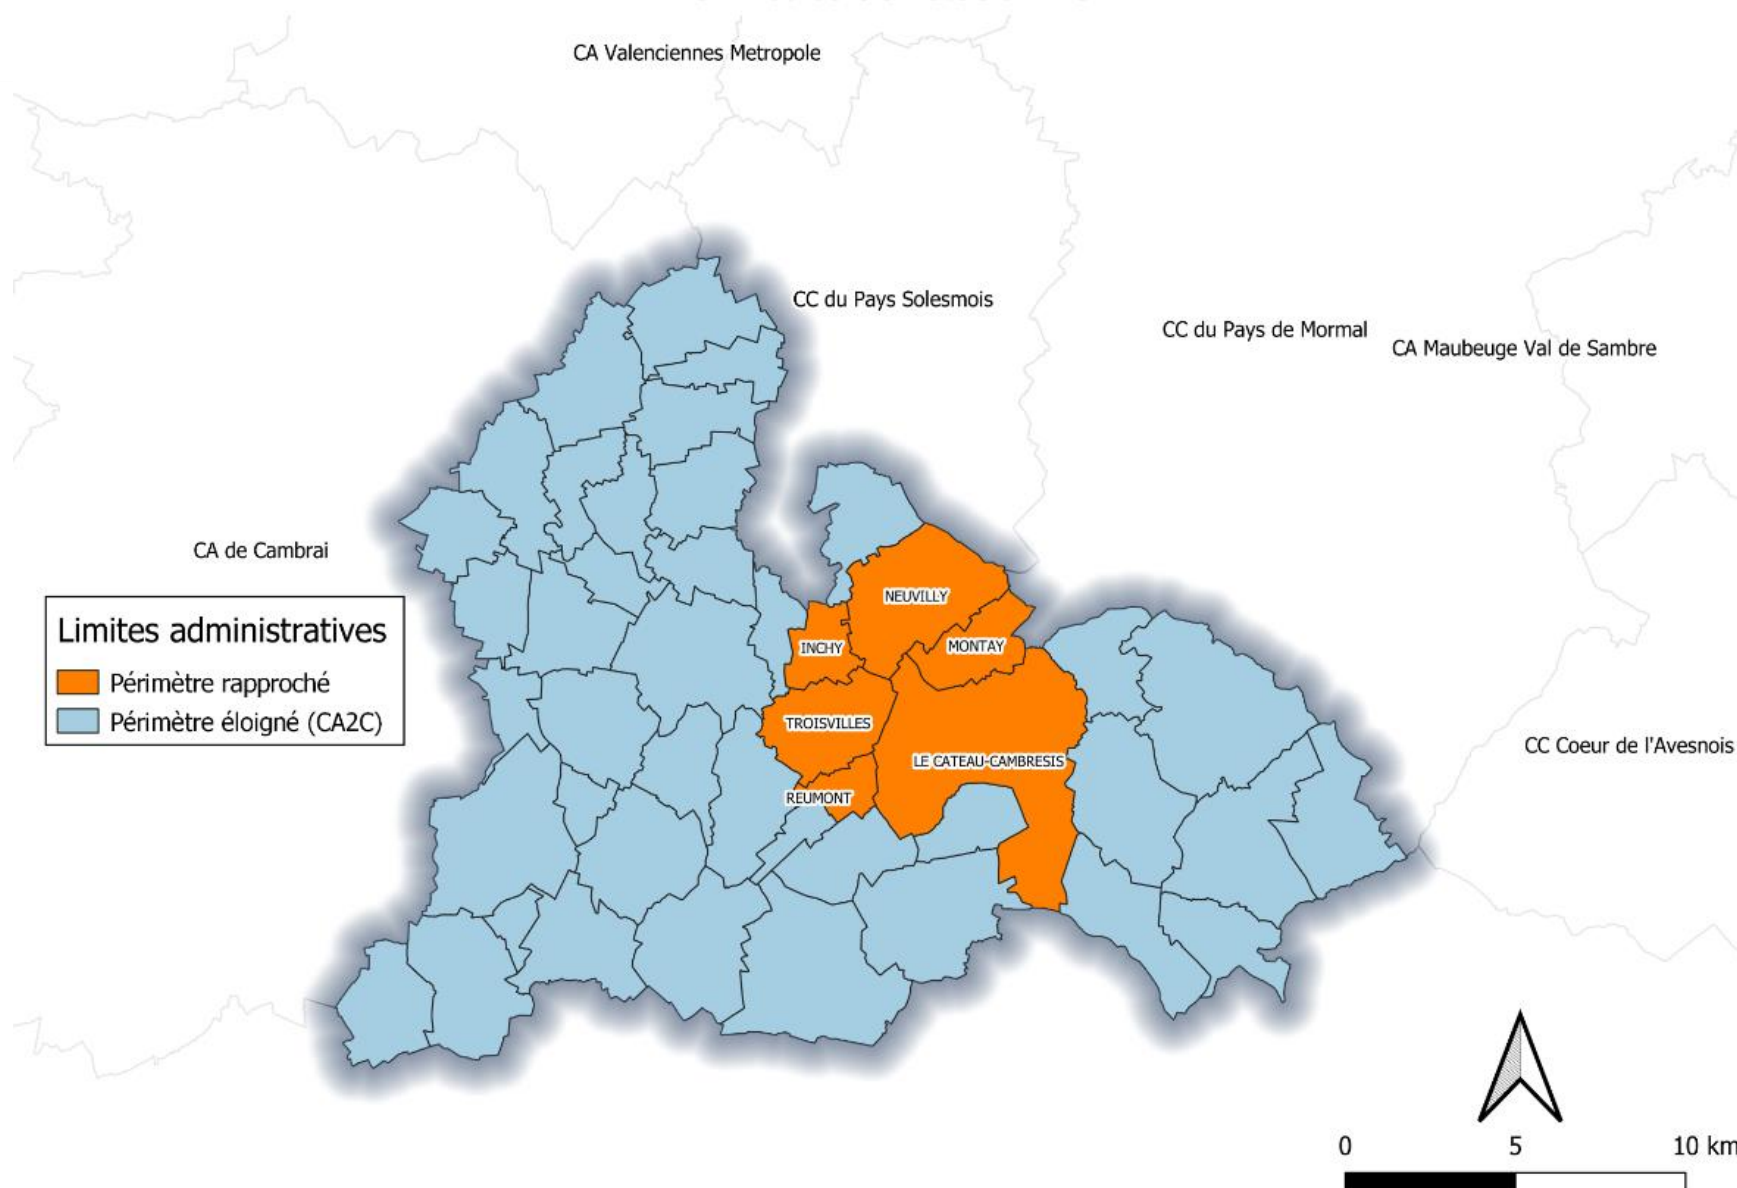 CA Valenciennes Metropole
CC du Pays Solesmois
CC du Pays de Mormal
CA Maubeuge Val de Sambre
CA de Cambrai
NEUVILLY
INCHY
MONTAY
TROISVILLES
LE CATEAU-CAMBRESIS
REUMONT
CC Coeur de l'Avesnois
Limites administratives
Périmètre rapproché
Périmètre éloigné (CA2C)
0 5 10 km